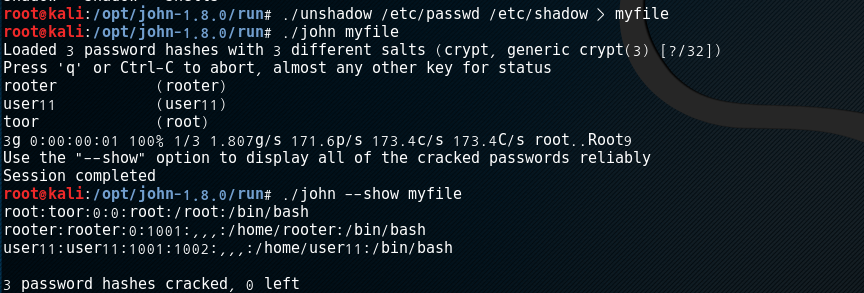 root@kali:/opt/john-1.8.0/run# ./unshadow /etc/passwd /etc/shadow > myfile
root@kali:/opt/john-1.8.0/run# ./john myfile
Loaded 3 password hashes with 3 different salts (crypt, generic crypt(3) [?/32])
Press 'q' or Ctrl-C to abort, almost any other key for status
rooter           (rooter)
user11           (user11)
toor             (root)
3g 0:00:00:01 100% 1/3 1.807g/s 171.6p/s 173.4c/s 173.4C/s root..Root9
Use the "--show" option to display all of the cracked passwords reliably
Session completed
root@kali:/opt/john-1.8.0/run# ./john --show myfile
root:toor:0:0:root:/root:/bin/bash
rooter:rooter:0:1001:,,,:/home/rooter:/bin/bash
user11:user11:1001:1002:,,,:/home/user11:/bin/bash

3 password hashes cracked, 0 left